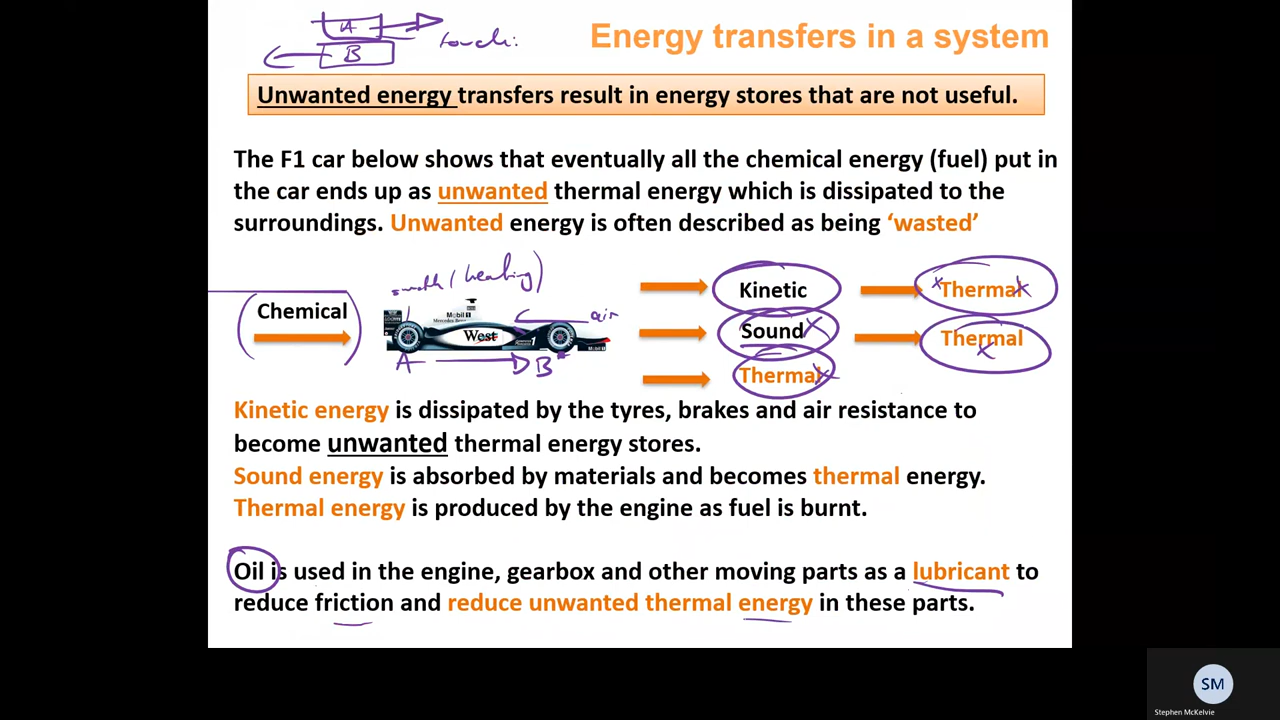 A
B
touch:
Energy transfers in a system
Unwanted energy transfers result in energy stores that are not useful.
The F1 car below shows that eventually all the chemical energy (fuel) put in
the car ends up as unwanted thermal energy which is dissipated to the
surroundings. Unwanted energy is often described as being ‘wasted’
(heating)
Chemical
Mobil 1
West
1
air
A
B
Kinetic
Thermal
Sound
Thermal
Thermal
Kinetic energy is dissipated by the tyres, brakes and air resistance to
become unwanted thermal energy stores.
Sound energy is absorbed by materials and becomes thermal energy.
Thermal energy is produced by the engine as fuel is burnt.
Oil is used in the engine, gearbox and other moving parts as a lubricant to
reduce friction and reduce unwanted thermal energy in these parts.
SM
Stephen McKelvie